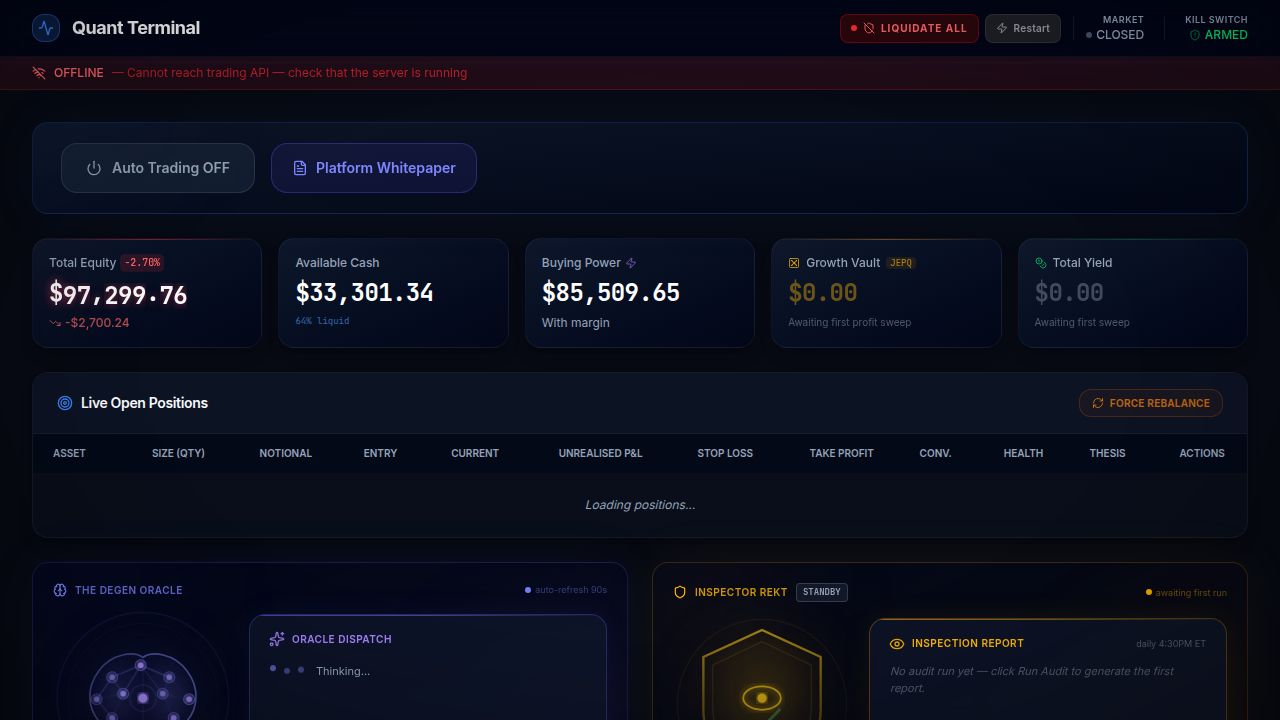 Quant Terminal
LIQUIDATE ALL
Restart
MARKET
CLOSED
KILL SWITCH
ARMED
OFFLINE — Cannot reach trading API — check that the server is running
Auto Trading OFF
Platform Whitepaper
Total Equity -2.70%
$97,299.76
-$2,700.24
Available Cash
$33,301.34
64% liquid
Buying Power
$85,509.65
With margin
Growth Vault JEPQ
$0.00
Awaiting first profit sweep
Total Yield
$0.00
Awaiting first sweep
Live Open Positions
FORCE REBALANCE
ASSET SIZE (QTY) NOTIONAL ENTRY CURRENT UNREALISED P&L STOP LOSS TAKE PROFIT CONV. HEALTH THESIS ACTIONS
Loading positions...
THE DEGEN ORACLE
auto-refresh 90s
ORACLE DISPATCH
Thinking...
INSPECTOR REKT STANDBY
awaiting first run
INSPECTION REPORT
daily 4:30PM ET
No audit run yet — click Run Audit to generate the first
report.